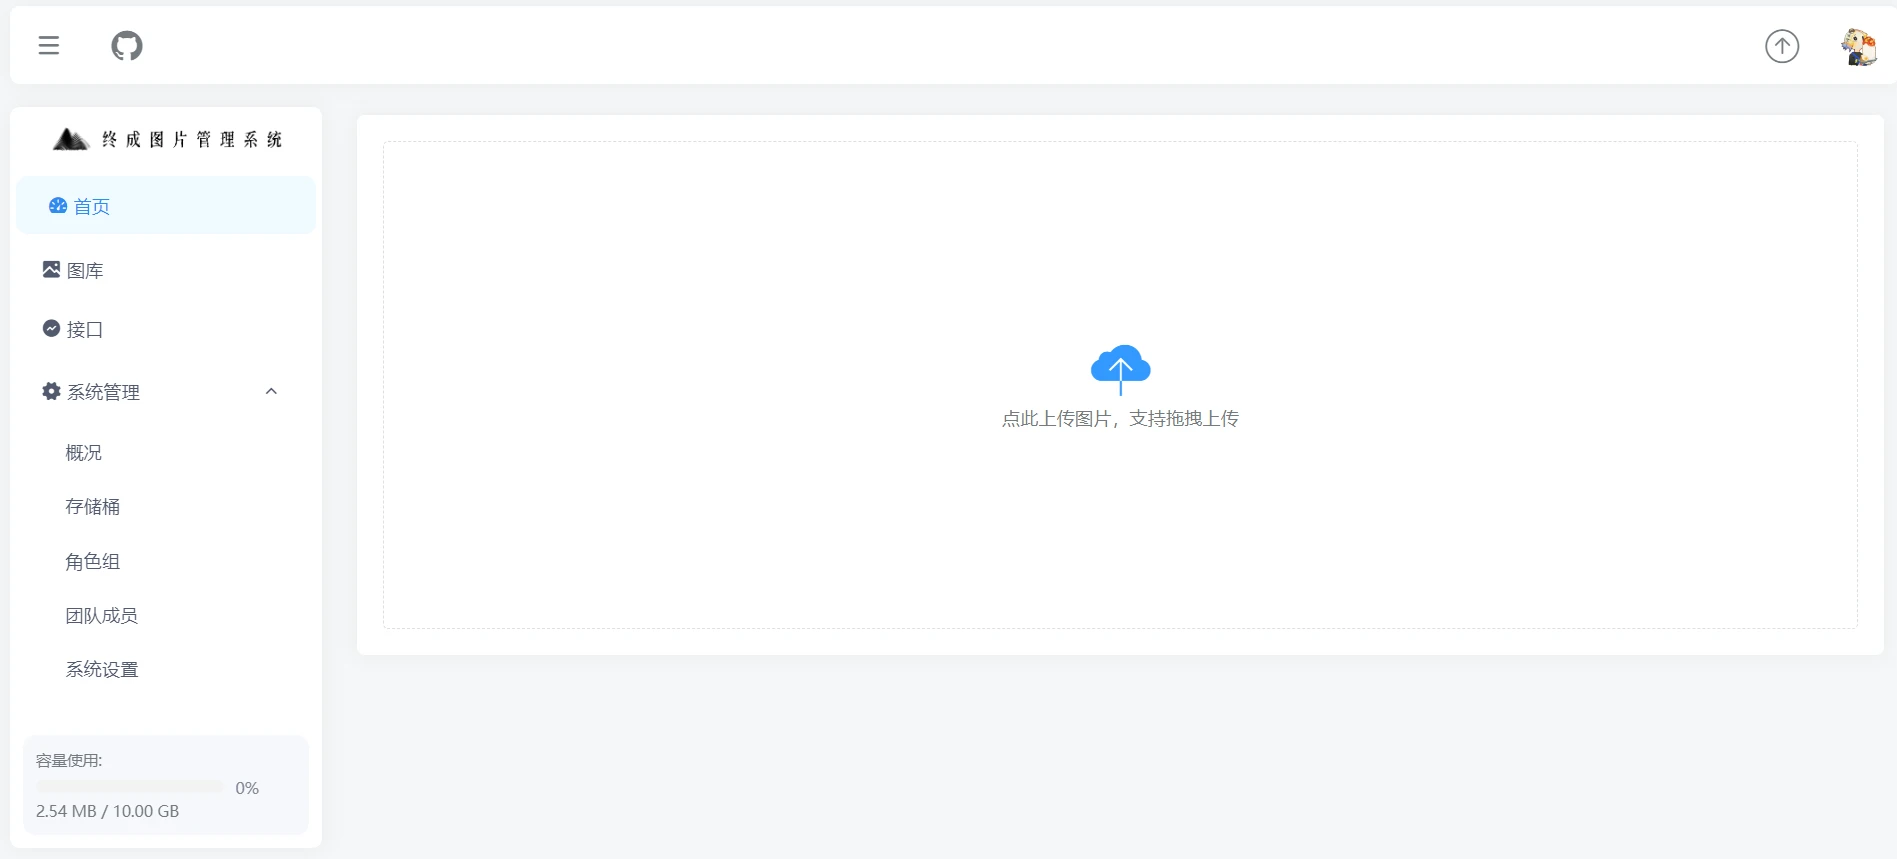 终成图片管理系统
首页
图库
接口
系统管理
概况
存储桶
角色组
团队成员
系统设置
容量使用:
0%
2.54 MB / 10.00 GB
点此上传图片，支持拖拽上传